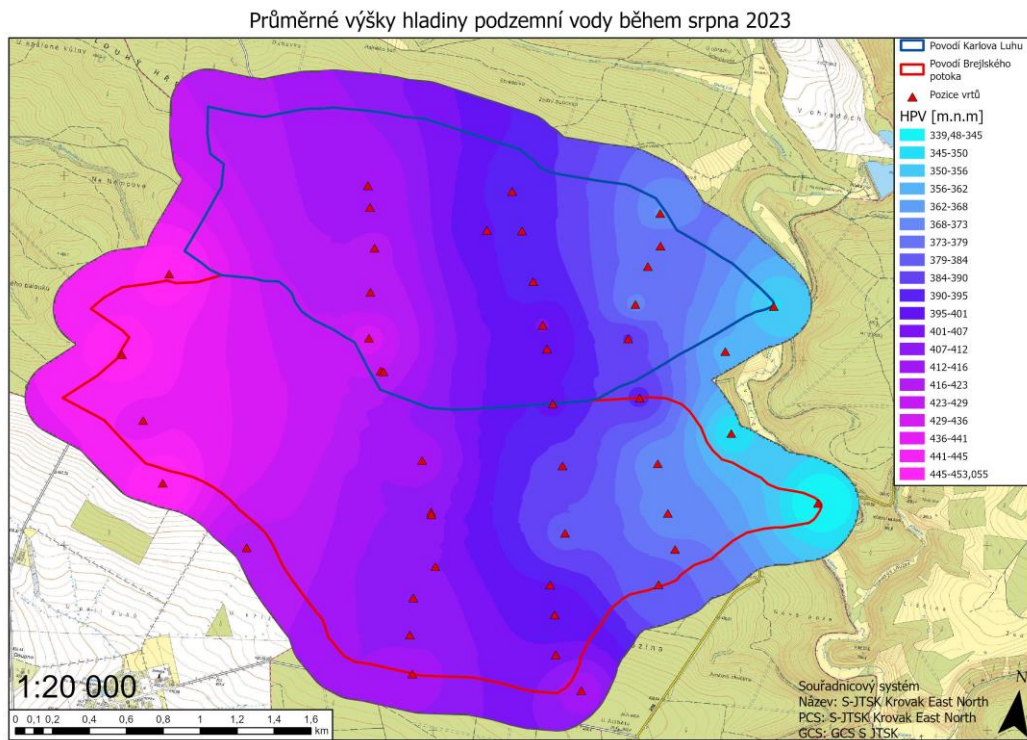 Průměrné výšky hladiny podzemní vody během srpna 2023
Povodí Karlova Luhu
Povodí Brejlského
potoka
Pozice vrtů
HPV [m.n.m]
339,48-345
345-350
350-356
356-362
362-368
368-373
373-379
379-384
384-390
390-395
395-401
401-407
407-412
412-416
416-423
423-429
429-436
436-441
441-445
445-453,055
V ohradách
Na Němcově
1:20 000
0 0,1 0,2 0,4 0,6 0,8 1 1,2 1,4 1,6
km
Souřadnicový systém
Název: S-JTSK Krovak East North
PCS: S-JTSK Krovak East North
GCS: GCS S JTSK
N